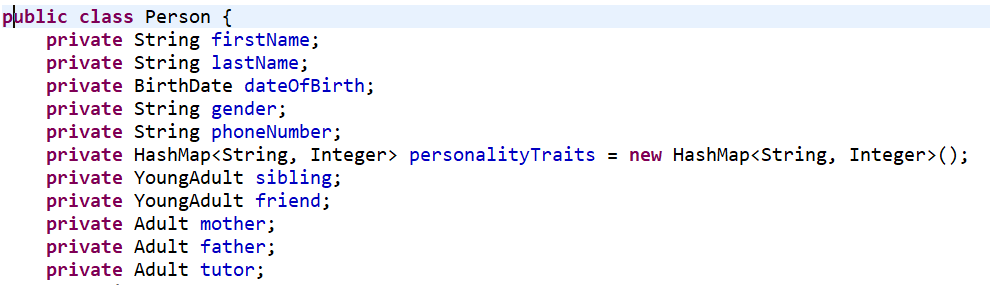 public class Person {
private String firstName;
private String lastName;
private BirthDate dateOfBirth;
private String gender;
private String phoneNumber;
private HashMap<String, Integer> personalityTraits = new HashMap<String, Integer>();
private YoungAdult sibling;
private YoungAdult friend;
private Adult mother;
private Adult father;
private Adult tutor;